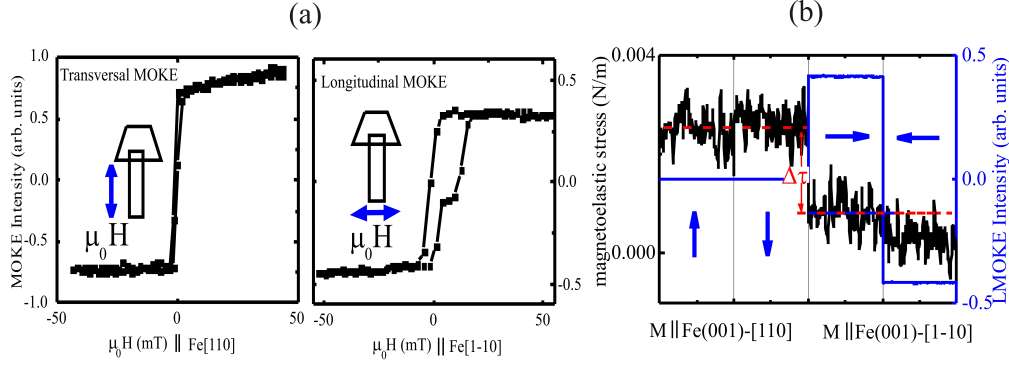 (a)
(b)
1.0
0.5
0.0
-0.5
-1.0
MOKE Intensity (arb. units)
Transversal MOKE
μ₀H
-50
0
50
μ₀H (mT) || Fe[110]
Longitudinal MOKE
μ₀H
0.5
0.0
-0.5
-50
0
50
μ₀H (mT) || Fe[1-10]
0.004
0.000
magnetoelastic stress (N/m)
Δτ
0.5
0.0
-0.5
LMOKE Intensity (arb. units)
M||Fe(001)-[110]
M||Fe(001)-[1-10]